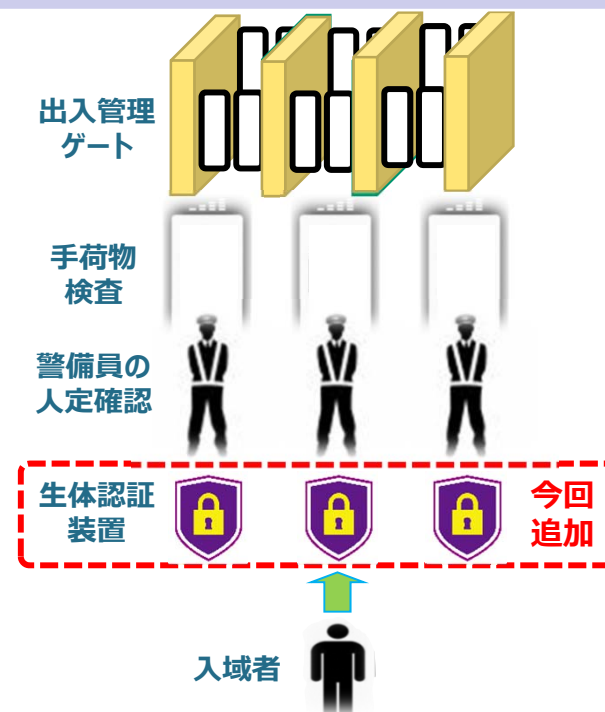 出入管理
ゲート
手荷物
検査
警備員の
人定確認
生体認証
装置
今回
追加
入域者